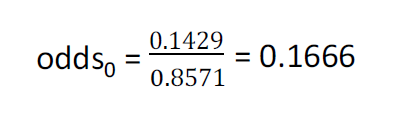 odds₀ = 0.1429 / 0.8571 = 0.1666